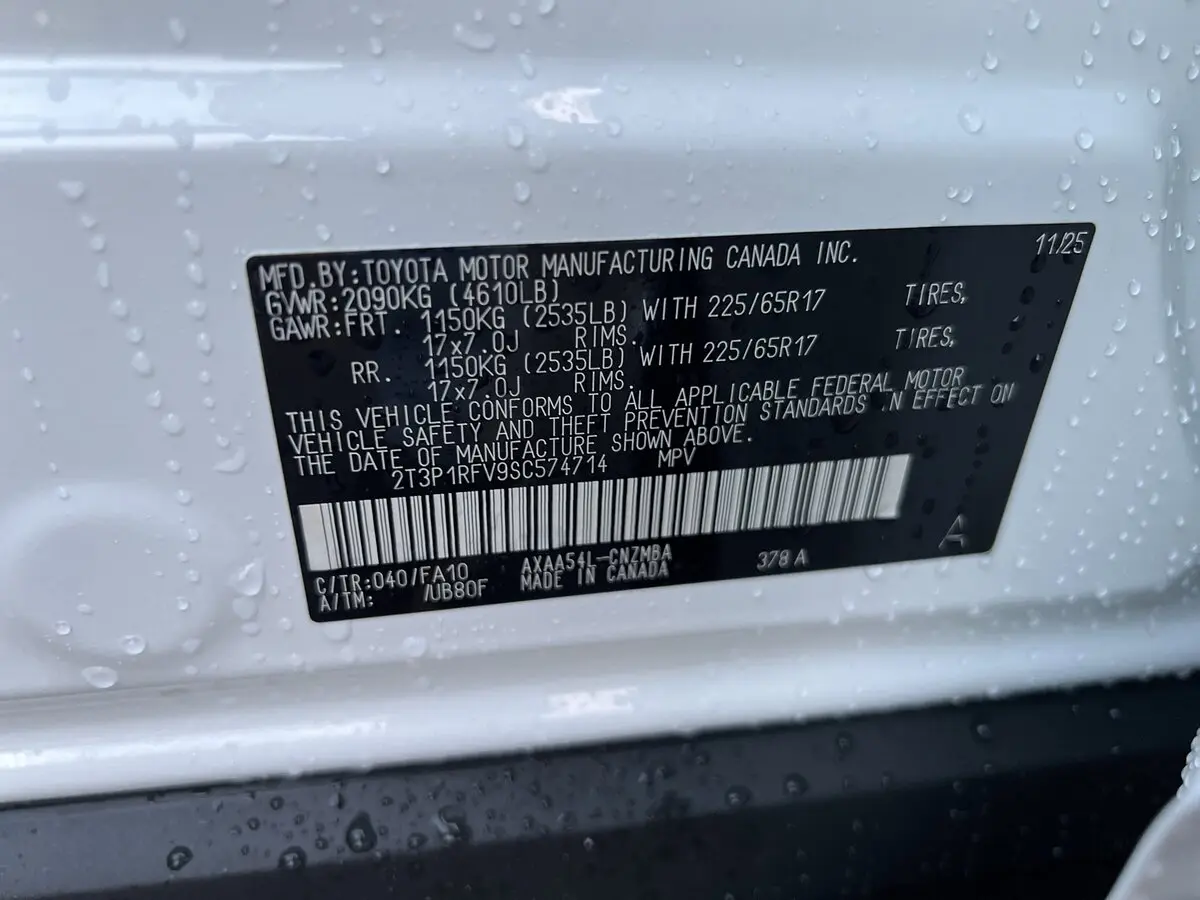 MFD.BY:TOYOTA MOTOR MANUFACTURING CANADA INC. 11/25
GVWR:2090KG (4610LB)
GAWR:FRT. 1150KG (2535LB) WITH 225/65R17 TIRES,
17x7.0J RIMS.
RR. 1150KG (2535LB) WITH 225/65R17 TIRES,
17x7.0J RIMS.
THIS VEHICLE CONFORMS TO ALL APPLICABLE FEDERAL MOTOR
VEHICLE SAFETY AND THEFT PREVENTION STANDARDS IN EFFECT ON
THE DATE OF MANUFACTURE SHOWN ABOVE.
2T3P1RFV9SC574714 MPV
C/TR:040/FA10 AXAA54L-CNZMBA 378 A A
A/TM: /UB80F MADE IN CANADA